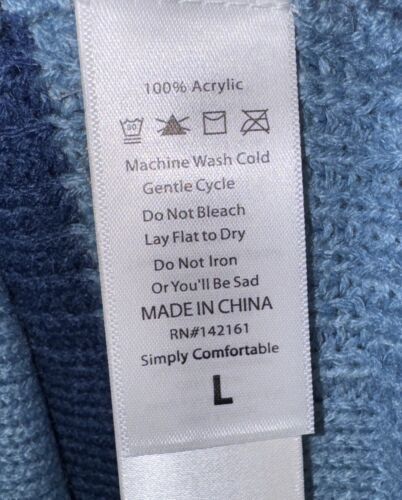 100% Acrylic
30
Machine Wash Cold
Gentle Cycle
Do Not Bleach
Lay Flat to Dry
Do Not Iron
Or You'll Be Sad
MADE IN CHINA
RN#142161
Simply Comfortable
L